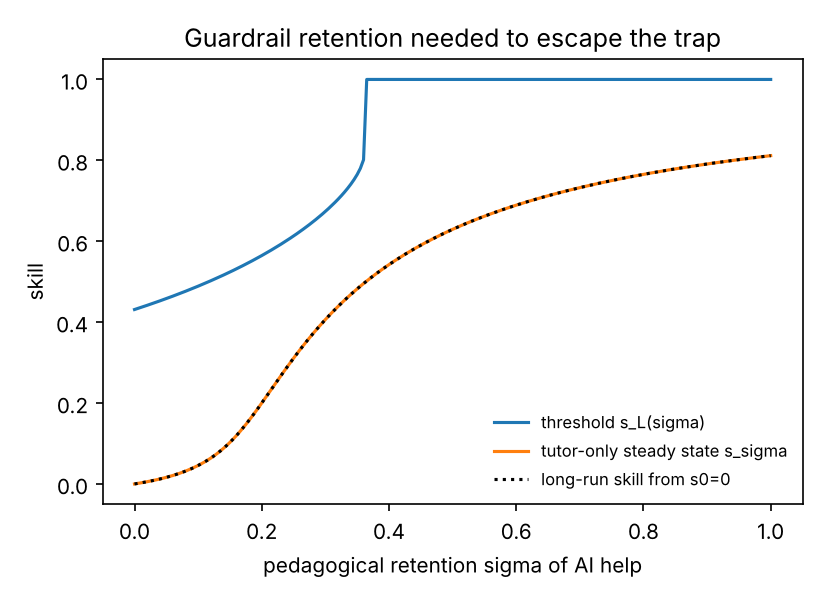 Guardrail retention needed to escape the trap
skill
1.0
0.8
0.6
0.4
0.2
0.0
threshold s_L(sigma)
tutor-only steady state s_sigma
long-run skill from s0=0
0.0 0.2 0.4 0.6 0.8 1.0
pedagogical retention sigma of AI help